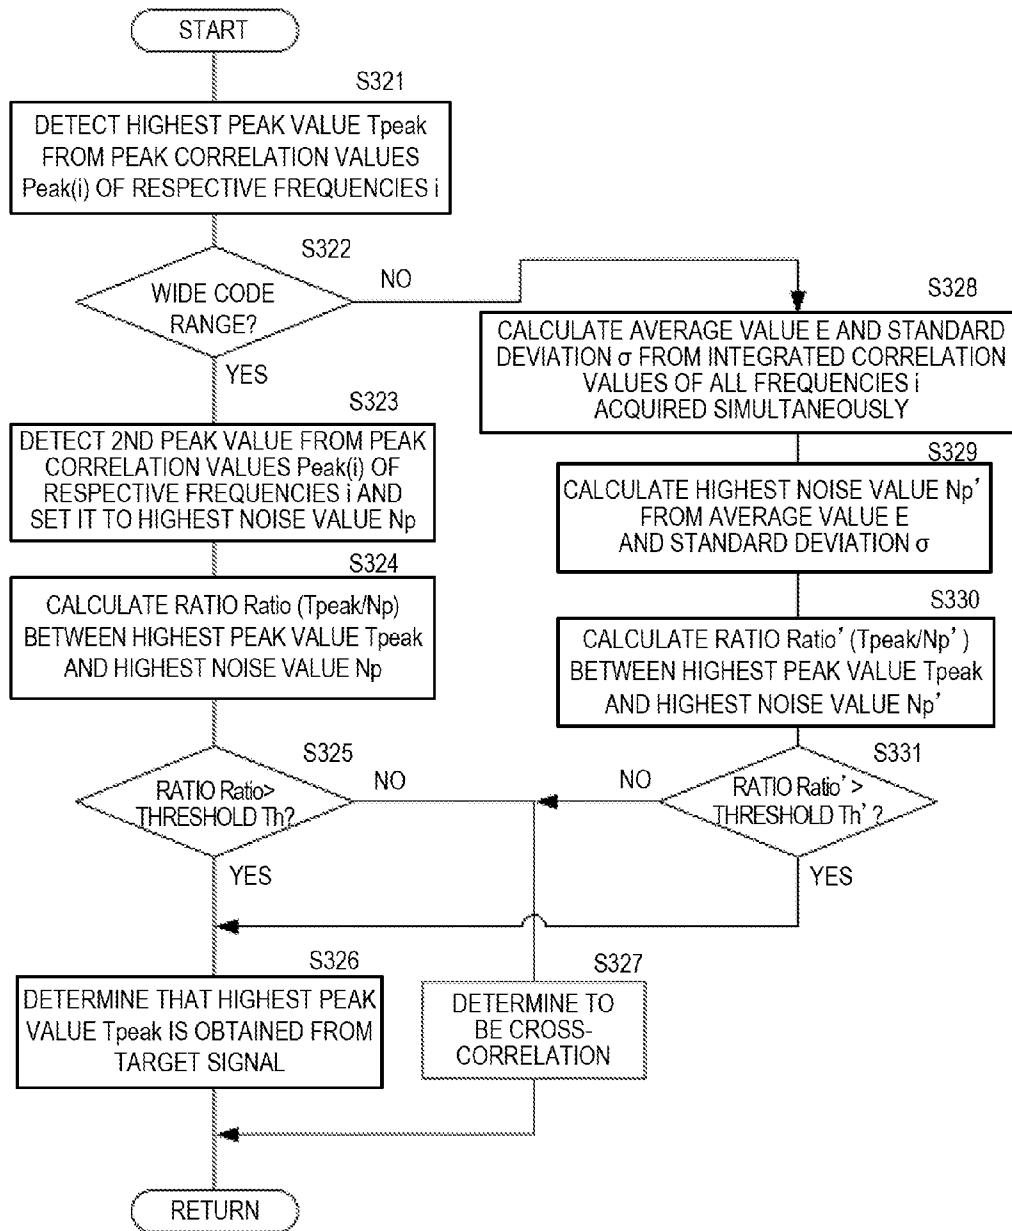 START
S321
DETECT HIGHEST PEAK VALUE Tpeak
FROM PEAK CORRELATION VALUES
Peak(i) OF RESPECTIVE FREQUENCIES i
S322
WIDE CODE
RANGE?
NO
YES
S323
DETECT 2ND PEAK VALUE FROM PEAK
CORRELATION VALUES Peak(i) OF
RESPECTIVE FREQUENCIES i AND
SET IT TO HIGHEST NOISE VALUE Np
S324
CALCULATE RATIO Ratio (Tpeak/Np)
BETWEEN HIGHEST PEAK VALUE Tpeak
AND HIGHEST NOISE VALUE Np
S325
RATIO Ratio>
THRESHOLD Th?
NO
YES
S328
CALCULATE AVERAGE VALUE E AND STANDARD
DEVIATION σ FROM INTEGRATED CORRELATION
VALUES OF ALL FREQUENCIES i
ACQUIRED SIMULTANEOUSLY
S329
CALCULATE HIGHEST NOISE VALUE Np’
FROM AVERAGE VALUE E
AND STANDARD DEVIATION σ
S330
CALCULATE RATIO Ratio’ (Tpeak/Np’ )
BETWEEN HIGHEST PEAK VALUE Tpeak
AND HIGHEST NOISE VALUE Np’
S331
RATIO Ratio’ >
THRESHOLD Th’ ?
NO
YES
S326
DETERMINE THAT HIGHEST PEAK
VALUE Tpeak IS OBTAINED FROM
TARGET SIGNAL
S327
DETERMINE TO
BE CROSS-
CORRELATION
RETURN